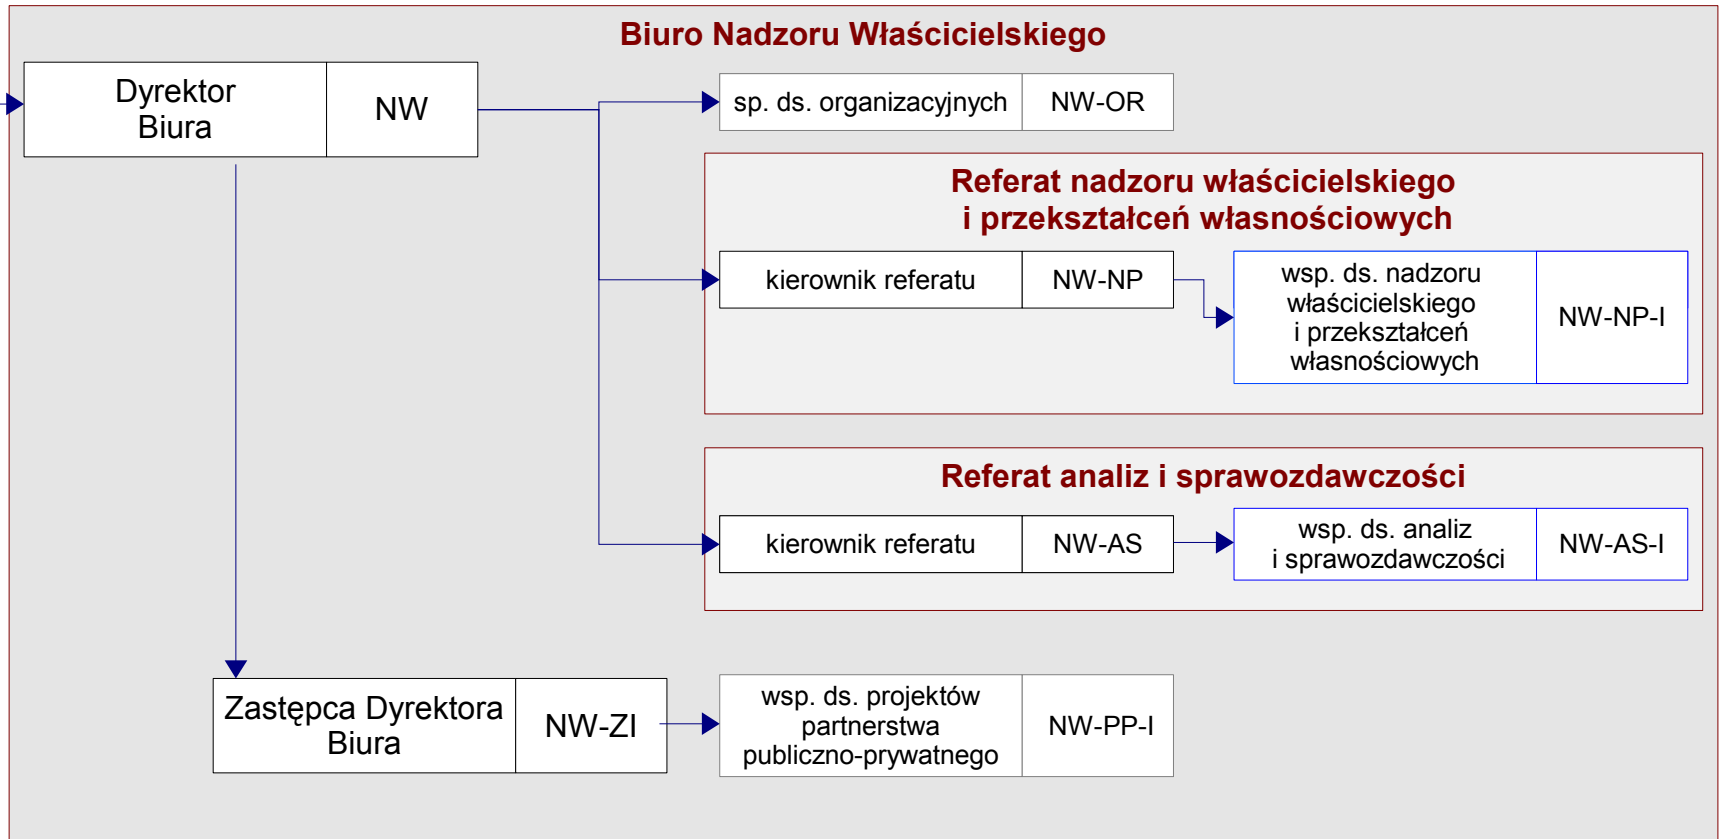 Biuro Nadzoru Właścicielskiego
Dyrektor
Biura
NW
sp. ds. organizacyjnych
NW-OR
Referat nadzoru właścicielskiego
i przekształceń własnościowych
kierownik referatu
NW-NP
wsp. ds. nadzoru
właścicielskiego
i przekształceń
własnościowych
NW-NP-I
Referat analiz i sprawozdawczości
kierownik referatu
NW-AS
wsp. ds. analiz
i sprawozdawczości
NW-AS-I
Zastępca Dyrektora
Biura
NW-ZI
wsp. ds. projektów
partnerstwa
publiczno-prywatnego
NW-PP-I